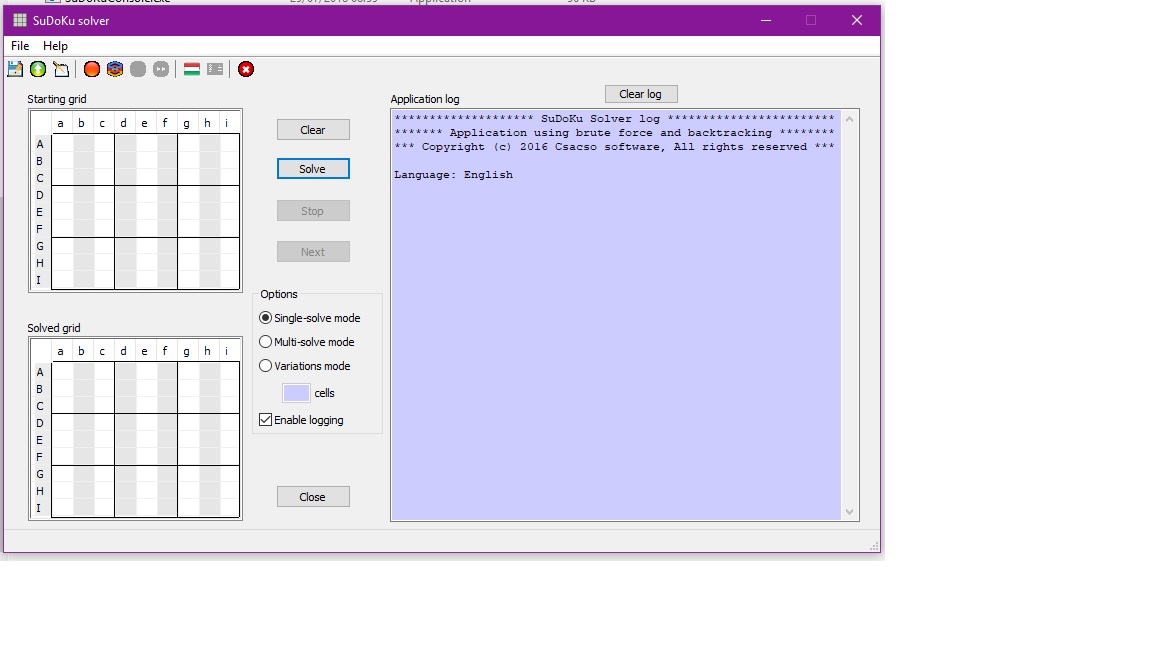 SuDoKu solver
File Help
Starting grid
a b c d e f g h i
A
B
C
D
E
F
G
H
I
Clear
Solve
Stop
Next
Options
Single-solve mode
Multi-solve mode
Variations mode
cells
Enable logging
Close
Solved grid
a b c d e f g h i
A
B
C
D
E
F
G
H
I
Application log
Clear log
******************** SuDoKu Solver log ************************
******* Application using brute force and backtracking ********
*** Copyright (c) 2016 Csacso software, All rights reserved ***
Language: English